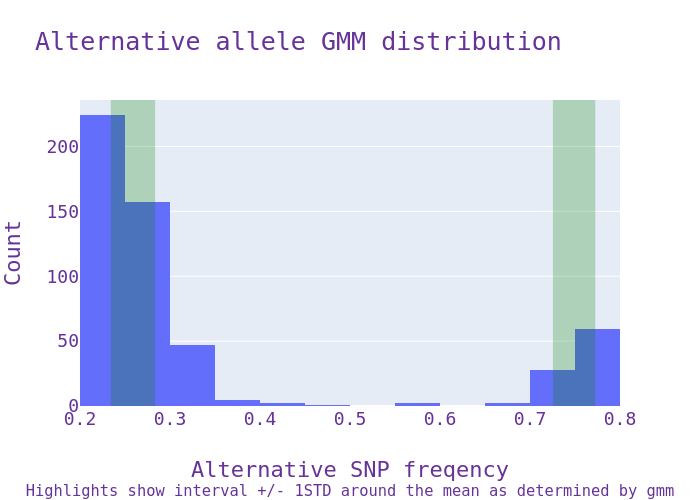 Alternative allele GMM distribution
Count
200
150
100
50
0
0.2 0.3 0.4 0.5 0.6 0.7 0.8
Alternative SNP freqency
Highlights show interval +/- 1STD around the mean as determined by gmm